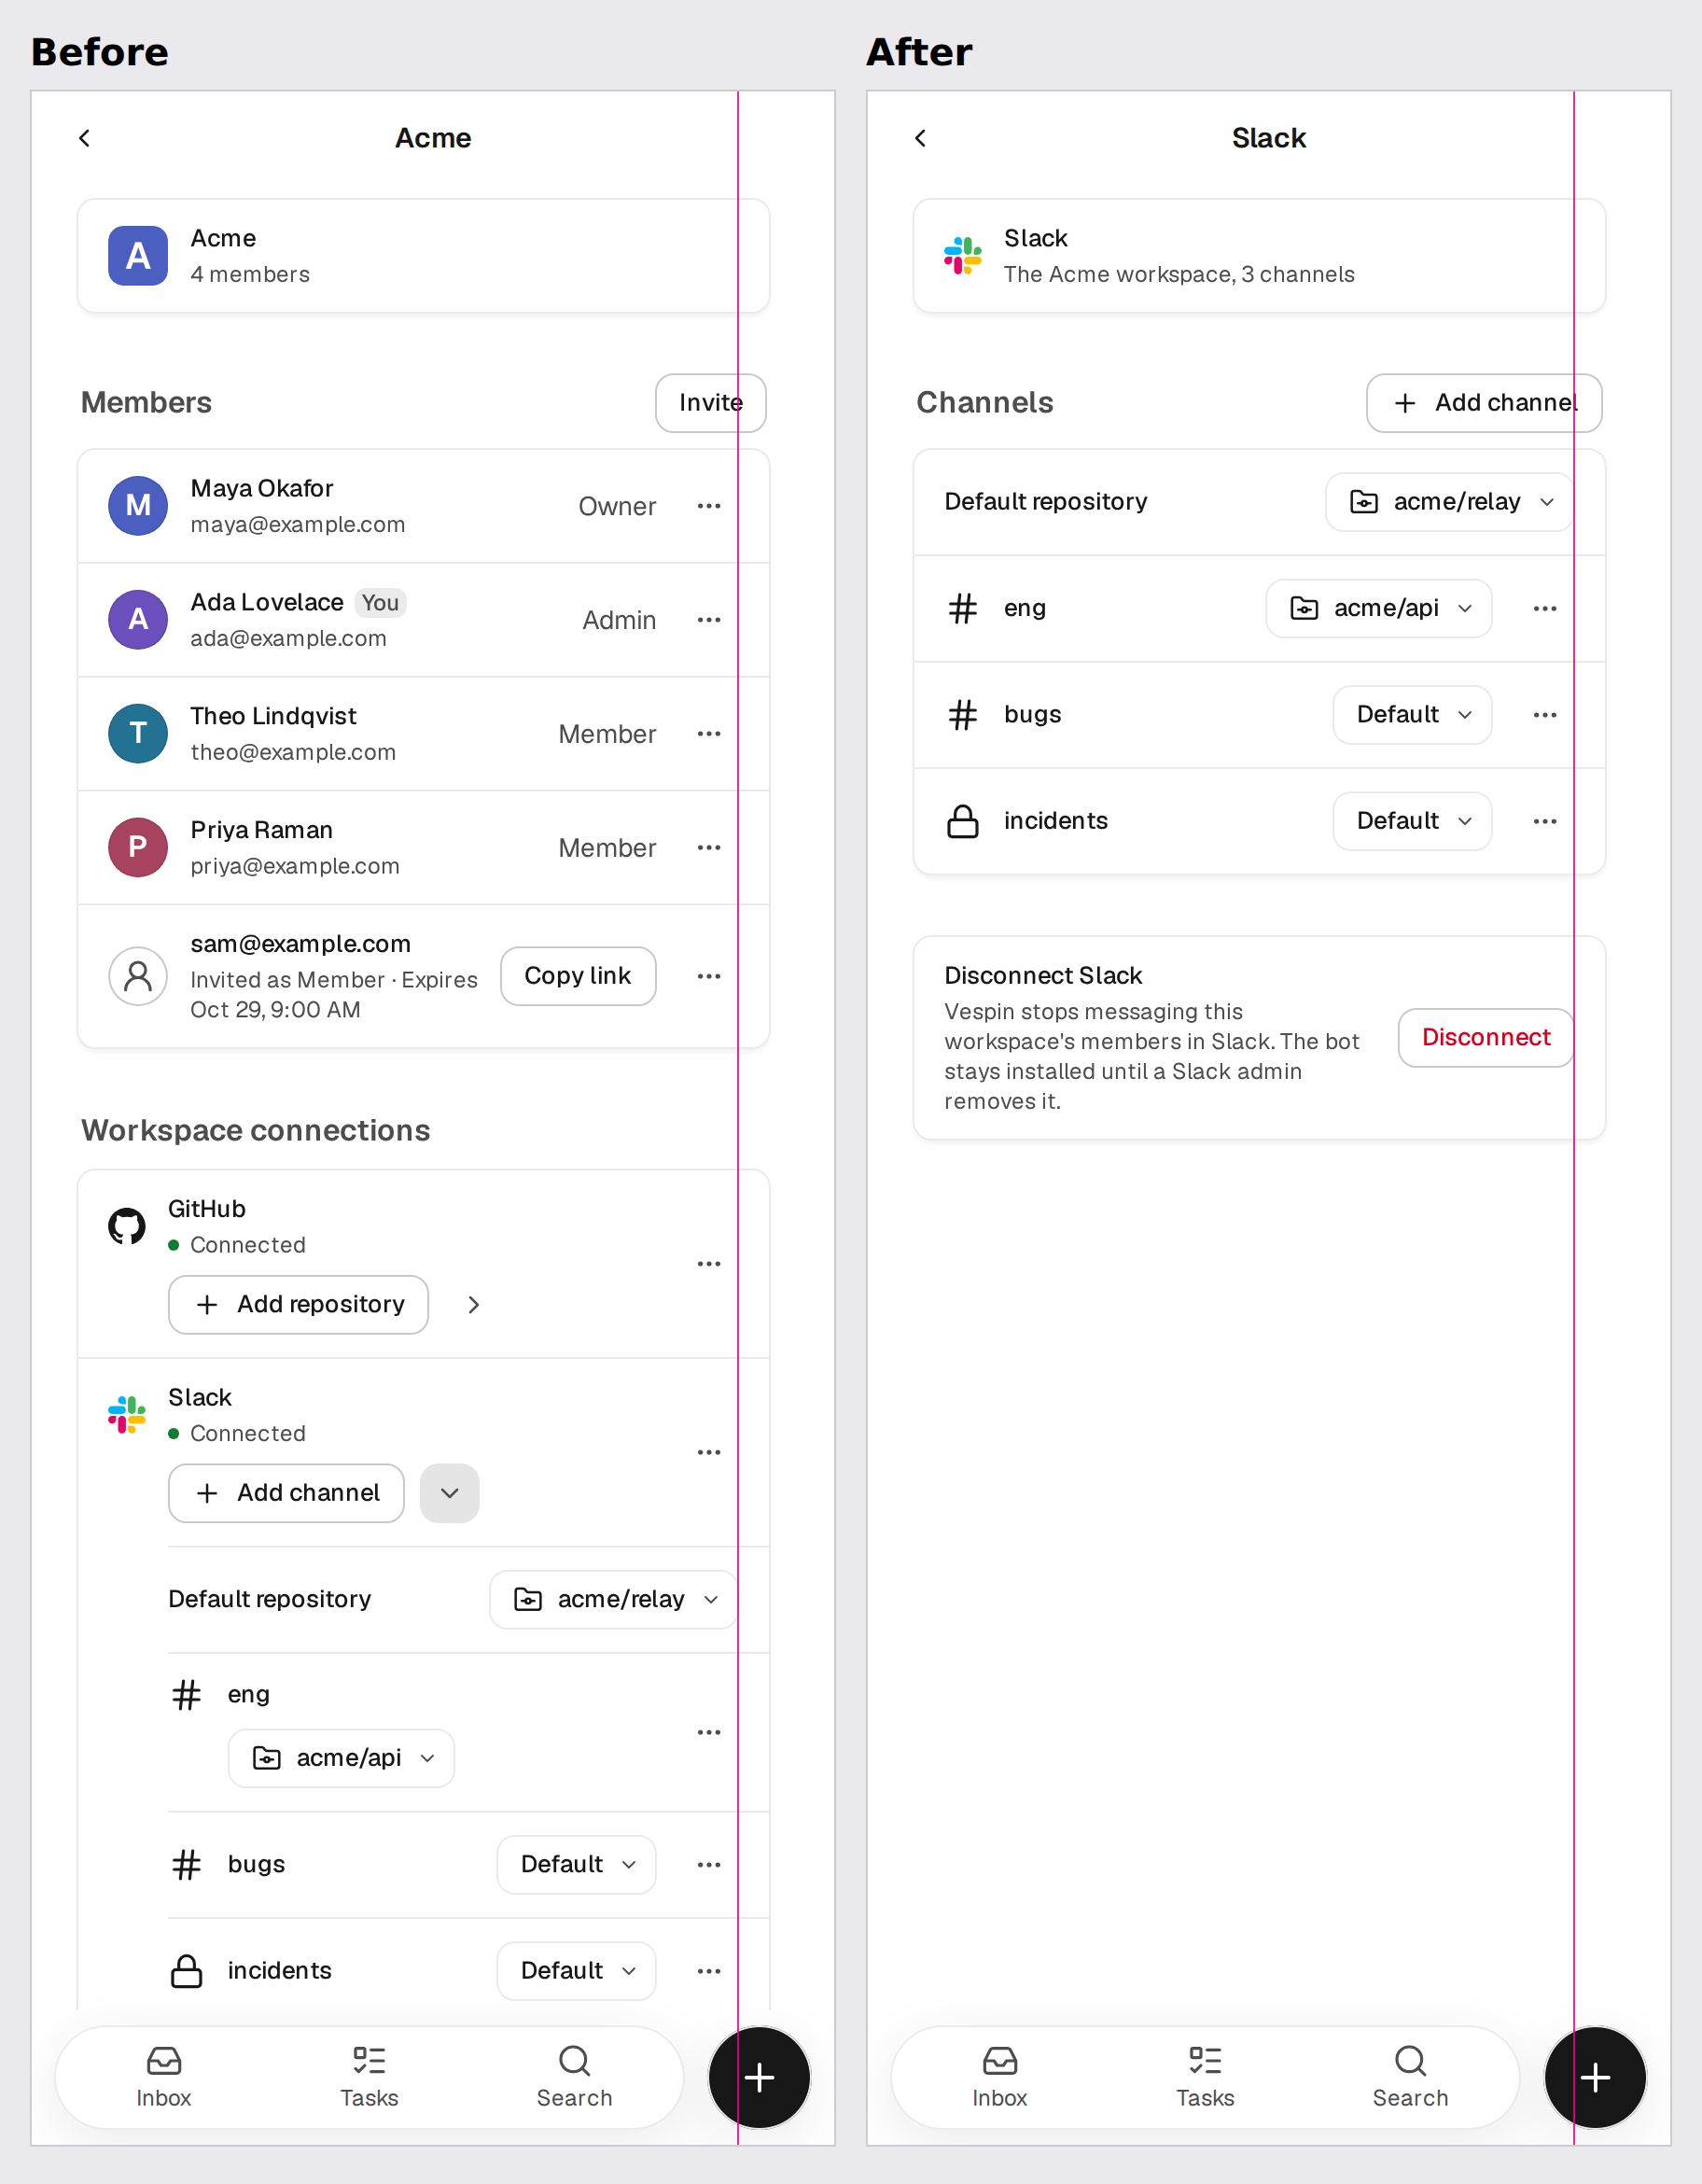 Before
Acme
A
Acme
4 members
Members
Invite
M
Maya Okafor
maya@example.com
Owner
A
Ada Lovelace You
ada@example.com
Admin
T
Theo Lindqvist
theo@example.com
Member
P
Priya Raman
priya@example.com
Member
sam@example.com
Invited as Member · Expires
Oct 29, 9:00 AM
Copy link
Workspace connections
GitHub
Connected
Add repository
Slack
Connected
Add channel
Default repository
acme/relay
eng
acme/api
bugs
Default
incidents
Default
Inbox
Tasks
Search
After
Slack
Slack
The Acme workspace, 3 channels
Channels
Add channel
Default repository
acme/relay
eng
acme/api
bugs
Default
incidents
Default
Disconnect Slack
Vespin stops messaging this
workspace's members in Slack. The bot
stays installed until a Slack admin
removes it.
Disconnect
Inbox
Tasks
Search